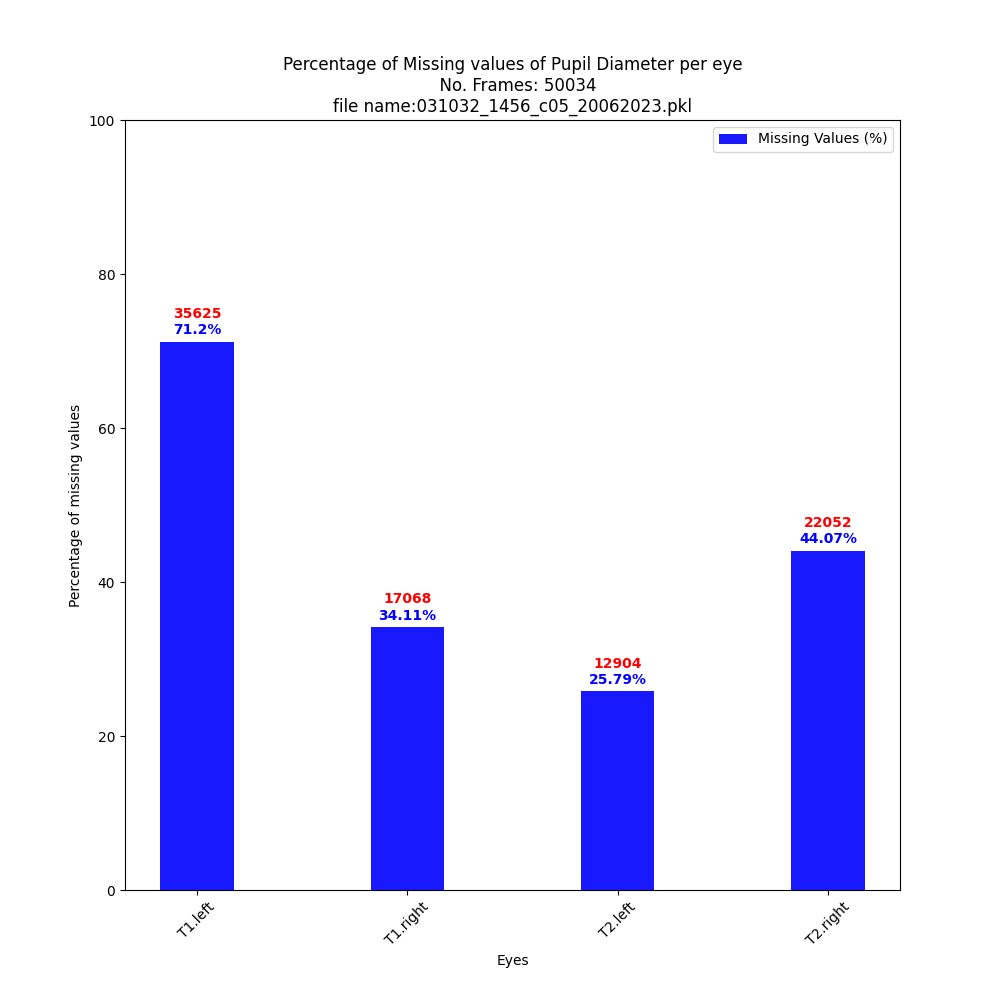 Percentage of Missing values of Pupil Diameter per eye
No. Frames: 50034
file name:031032_1456_c05_20062023.pkl
Missing Values (%)
Percentage of missing values
100
80
60
40
20
0
35625
71.2%
17068
34.11%
12904
25.79%
22052
44.07%
T1.left
T1.right
T2.left
T2.right
Eyes